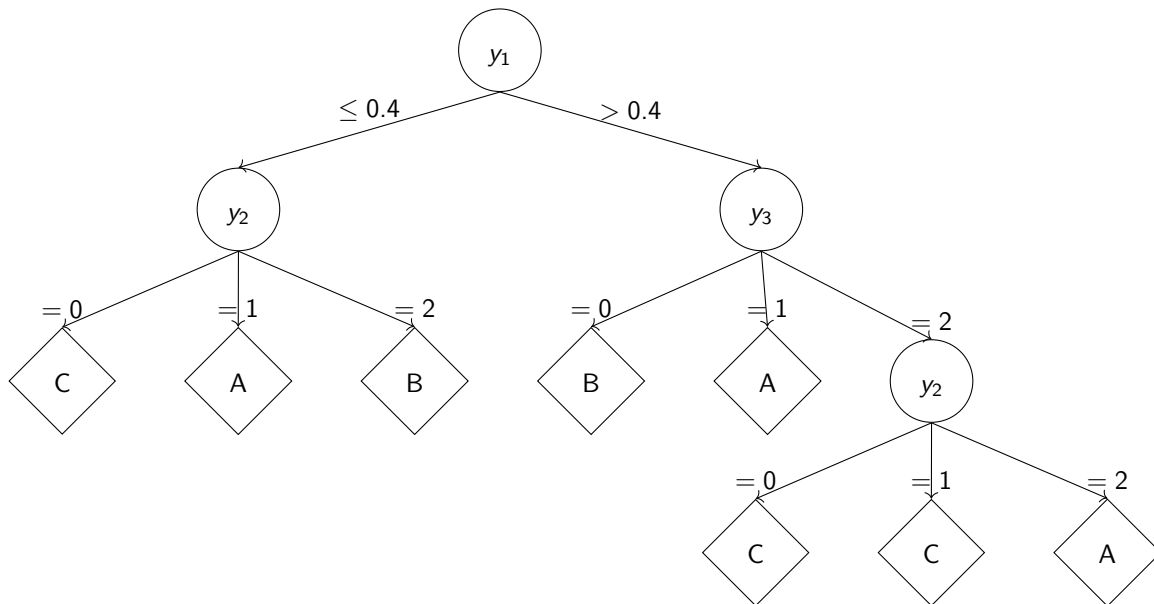 y₁
≤ 0.4 > 0.4
y₂ y₃
= 0 = 1 = 2 = 0 = 1 = 2
C A B B A y₂
= 0 = 1 = 2
C C A